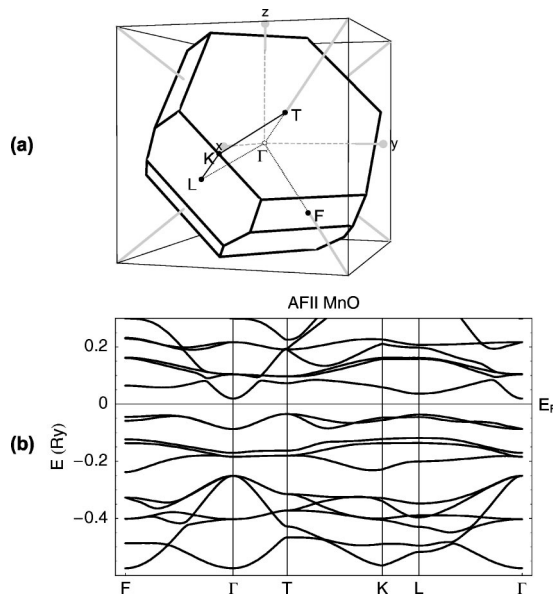 (a)
z
T
x
K
Γ
y
L
F
AFII MnO
0.2
0
E_F
(b)
E (Ry)
−0.2
−0.4
F Γ T K L Γ